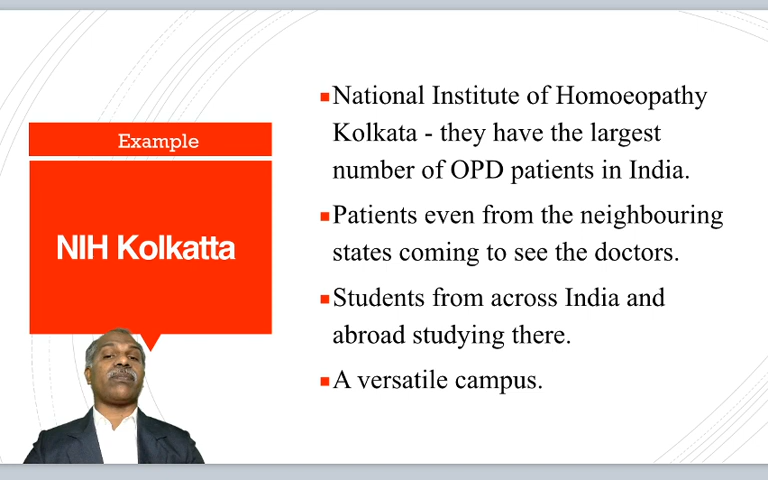 Example
NIH Kolkatta
National Institute of Homoeopathy
Kolkata - they have the largest
number of OPD patients in India.
Patients even from the neighbouring
states coming to see the doctors.
Students from across India and
abroad studying there.
A versatile campus.